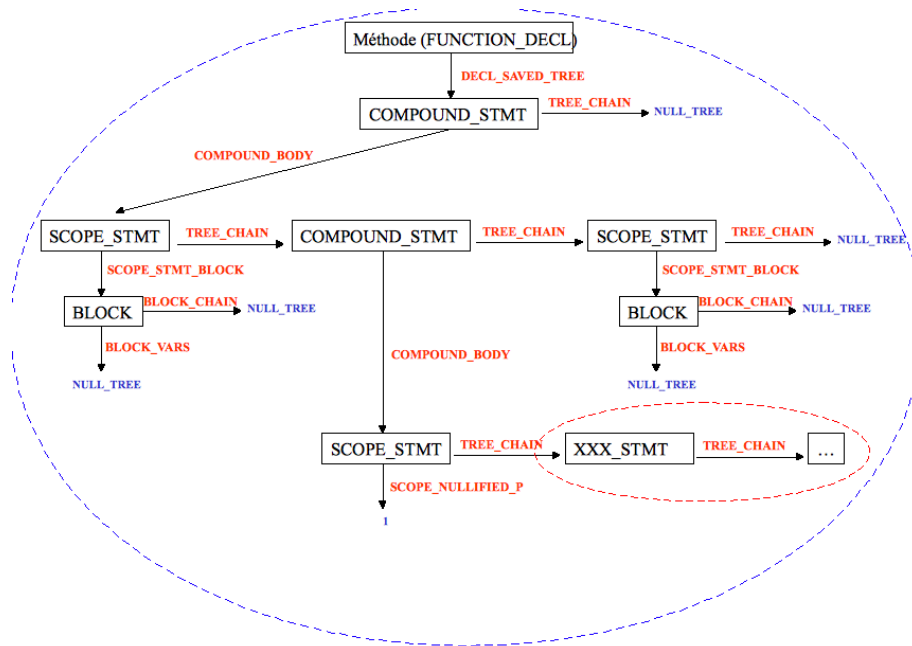 Méthode (FUNCTION_DECL)
DECL_SAVED_TREE
COMPOUND_STMT
TREE_CHAIN
NULL_TREE
COMPOUND_BODY
SCOPE_STMT
TREE_CHAIN
COMPOUND_STMT
TREE_CHAIN
SCOPE_STMT
TREE_CHAIN
NULL_TREE
SCOPE_STMT_BLOCK
SCOPE_STMT_BLOCK
BLOCK
BLOCK_CHAIN
NULL_TREE
BLOCK
BLOCK_CHAIN
NULL_TREE
BLOCK_VARS
COMPOUND_BODY
BLOCK_VARS
NULL_TREE
NULL_TREE
SCOPE_STMT
TREE_CHAIN
XXX_STMT
TREE_CHAIN
...
SCOPE_NULLIFIED_P
1